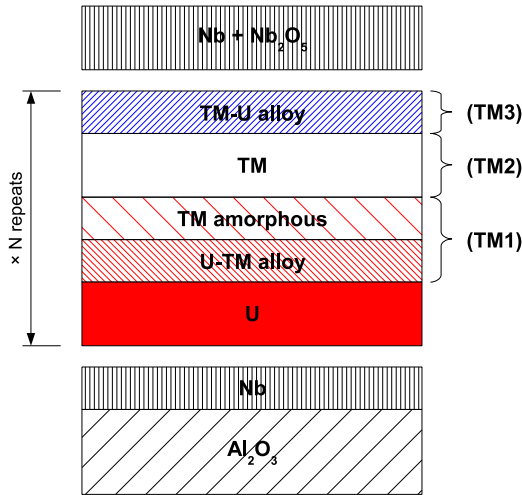 Nb + Nb₂O₅
TM-U alloy
(TM3)
TM
(TM2)
TM amorphous
(TM1)
U-TM alloy
U
× N repeats
Nb
Al₂O₃